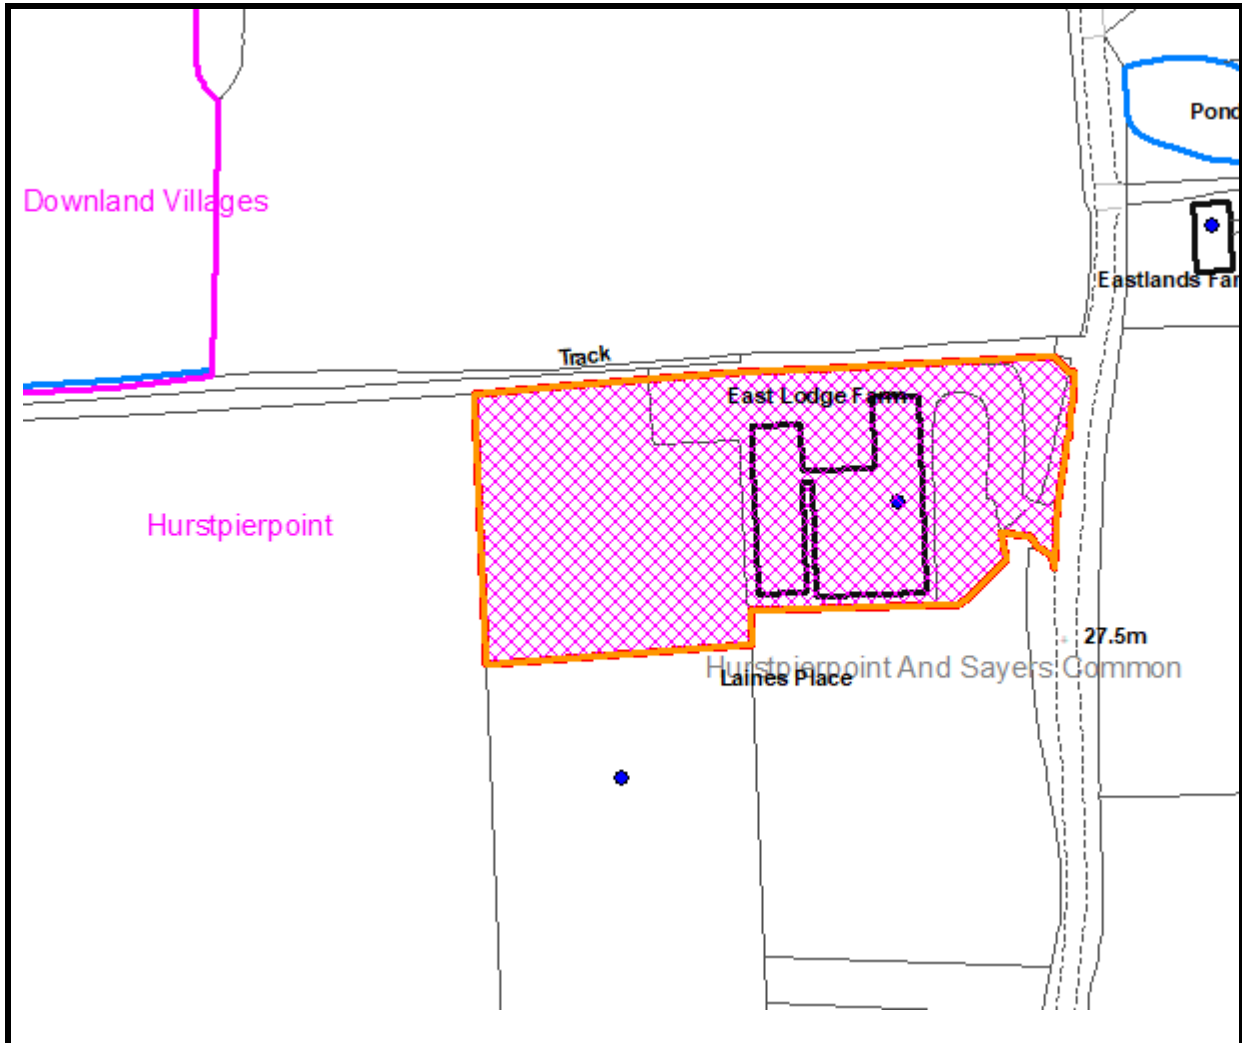 Pond
Downland Villages
Eastlands Far
Track
East Lodge Farm
Hurstpierpoint
27.5m
Hurstpierpoint And Sayers Common
Laines Place